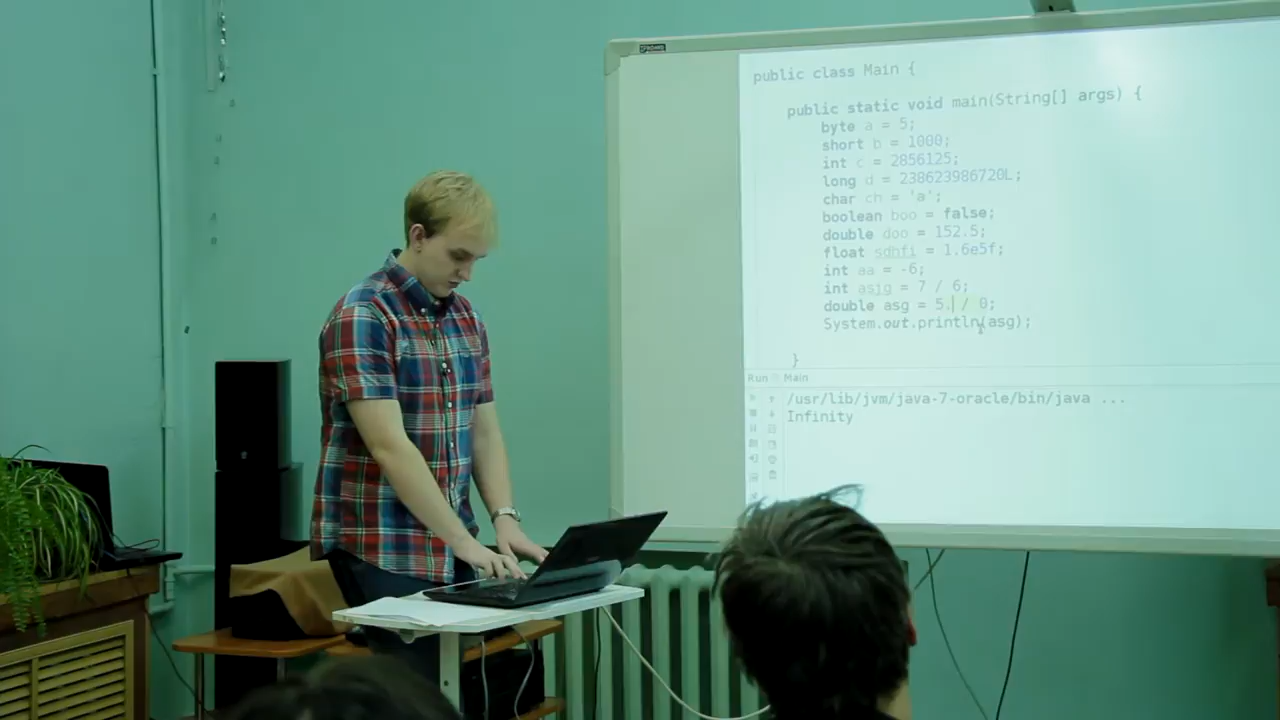 public class Main {
public static void main(String[] args) {
byte a = 5;
short b = 1000;
int c = 2856125;
long d = 238623986720L;
char ch = 'a';
boolean boo = false;
double doo = 152.5;
float sdhfi = 1.6e5f;
int aa = -6;
int asjg = 7 / 6;
double asg = 5. / 0;
System.out.println(asg);
}
Run Main
/usr/lib/jvm/java-7-oracle/bin/java ...
Infinity